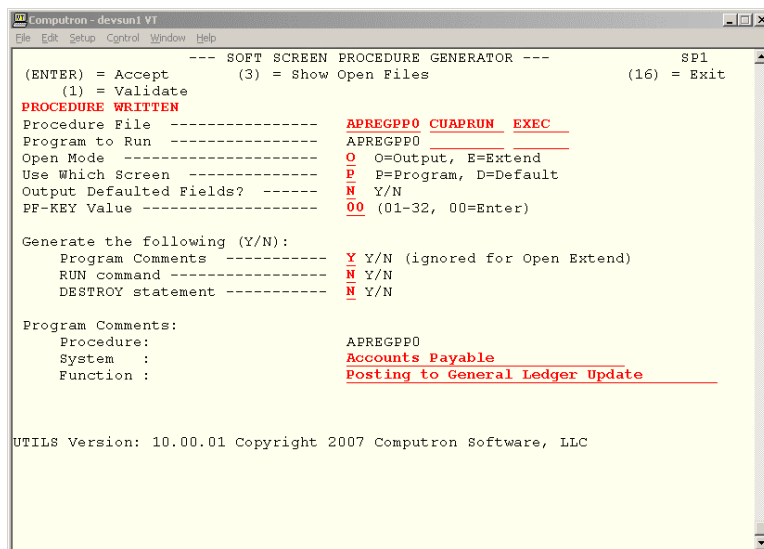 Computron - devsun1 VT
File Edit Setup Control Window Help
--- SOFT SCREEN PROCEDURE GENERATOR --- SP1
(ENTER) = Accept (3) = Show Open Files (16) = Exit
(1) = Validate
PROCEDURE WRITTEN
Procedure File ---------------- APREGPP0 CUAPRUN EXEC
Program to Run ---------------- APREGPP0
Open Mode --------------------- O O=Output, E=Extend
Use Which Screen -------------- P P=Program, D=Default
Output Defaulted Fields? ------ N Y/N
PF-KEY Value ------------------- 00 (01-32, 00=Enter)
Generate the following (Y/N):
Program Comments ----------- Y Y/N (ignored for Open Extend)
RUN command ----------------- N Y/N
DESTROY statement ----------- N Y/N
Program Comments:
Procedure: APREGPP0
System : Accounts Payable
Function : Posting to General Ledger Update
UTILS Version: 10.00.01 Copyright 2007 Computron Software, LLC